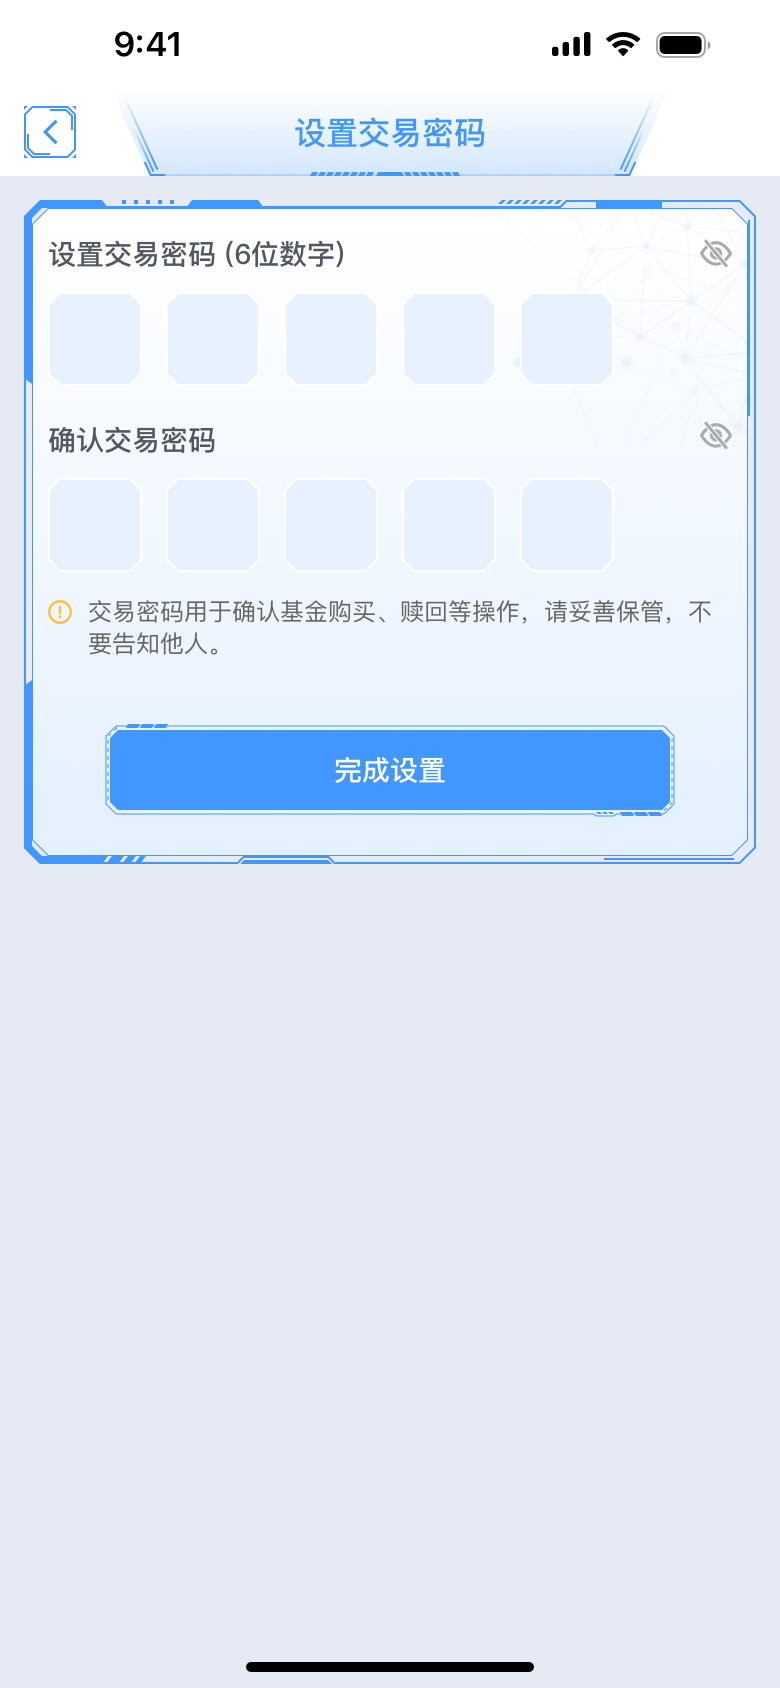 9:41
设置交易密码
设置交易密码 (6位数字)
确认交易密码
交易密码用于确认基金购买、赎回等操作，请妥善保管，不
要告知他人。
完成设置